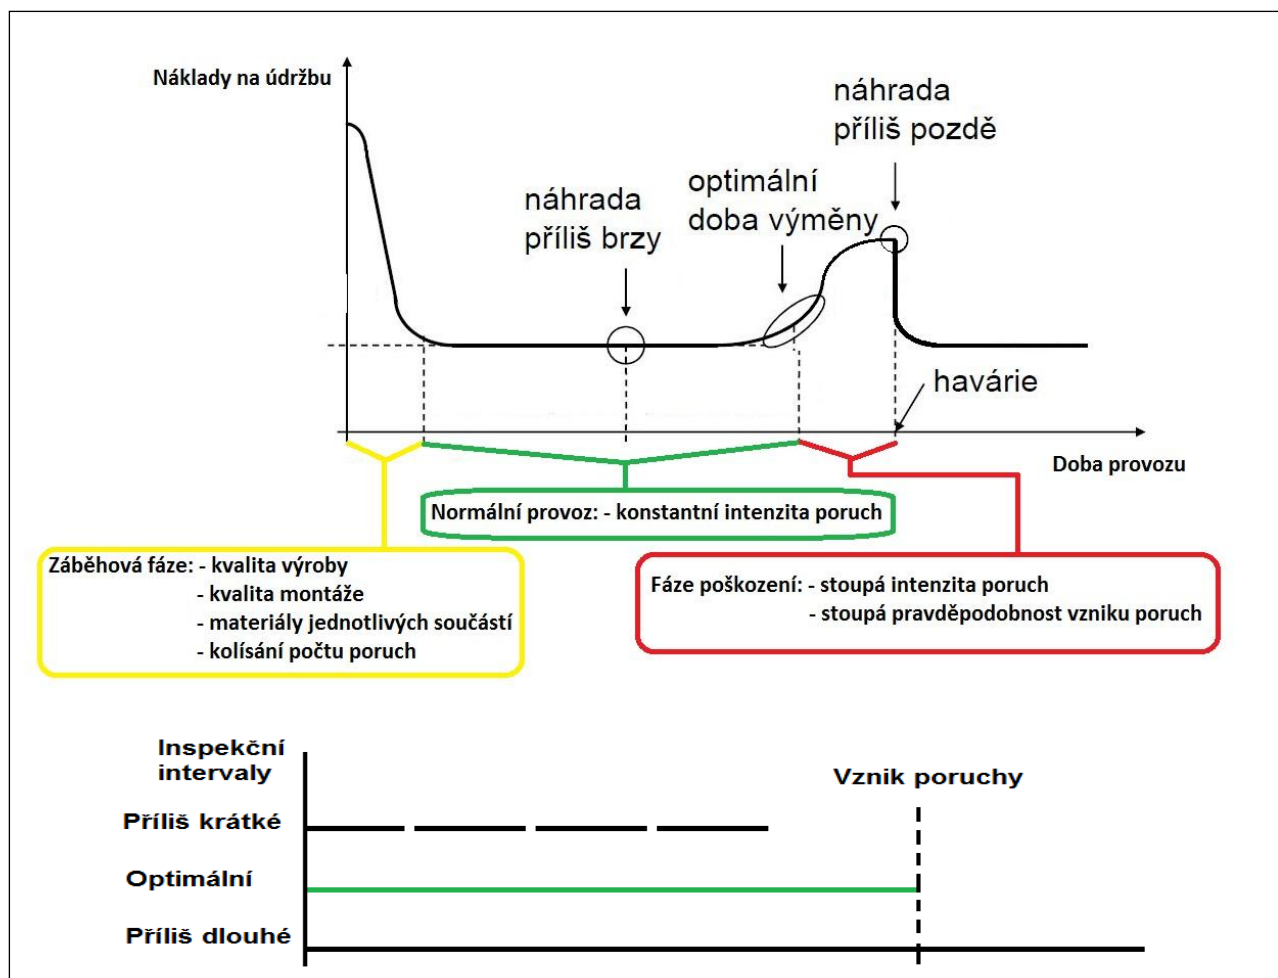 Náklady na údržbu
náhrada
příliš pozdě
optimální
doba výměny
náhrada
příliš brzy
havárie
Doba provozu
Normální provoz: - konstantní intenzita poruch
Záběhová fáze: - kvalita výroby
- kvalita montáže
- materiály jednotlivých součástí
- kolísání počtu poruch
Fáze poškození: - stoupá intenzita poruch
- stoupá pravděpodobnost vzniku poruch
Inspekční
intervaly
Vznik poruchy
Příliš krátké
Optimální
Příliš dlouhé